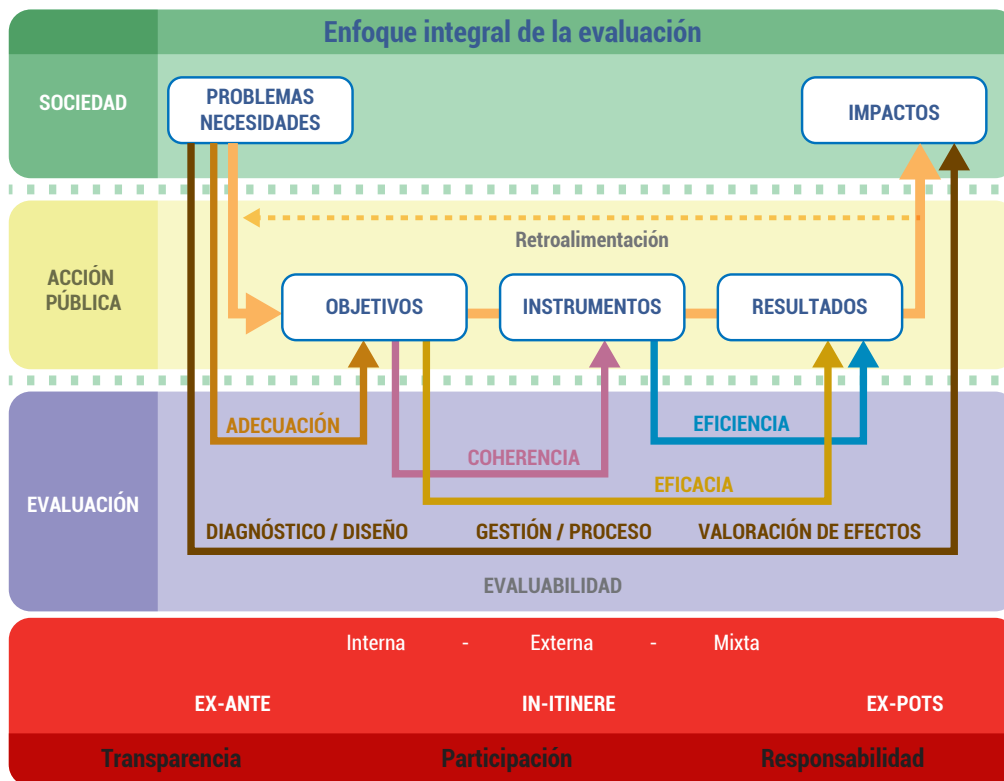 Enfoque integral de la evaluación
SOCIEDAD
PROBLEMAS
NECESIDADES
IMPACTOS
Retroalimentación
ACCIÓN
PÚBLICA
OBJETIVOS
INSTRUMENTOS
RESULTADOS
ADECUACIÓN
EFICIENCIA
COHERENCIA
EFICACIA
EVALUACIÓN
DIAGNÓSTICO / DISEÑO
GESTIÓN / PROCESO
VALORACIÓN DE EFECTOS
EVALUABILIDAD
Interna - Externa - Mixta
EX-ANTE
IN-ITINERE
EX-POTS
Transparencia
Participación
Responsabilidad